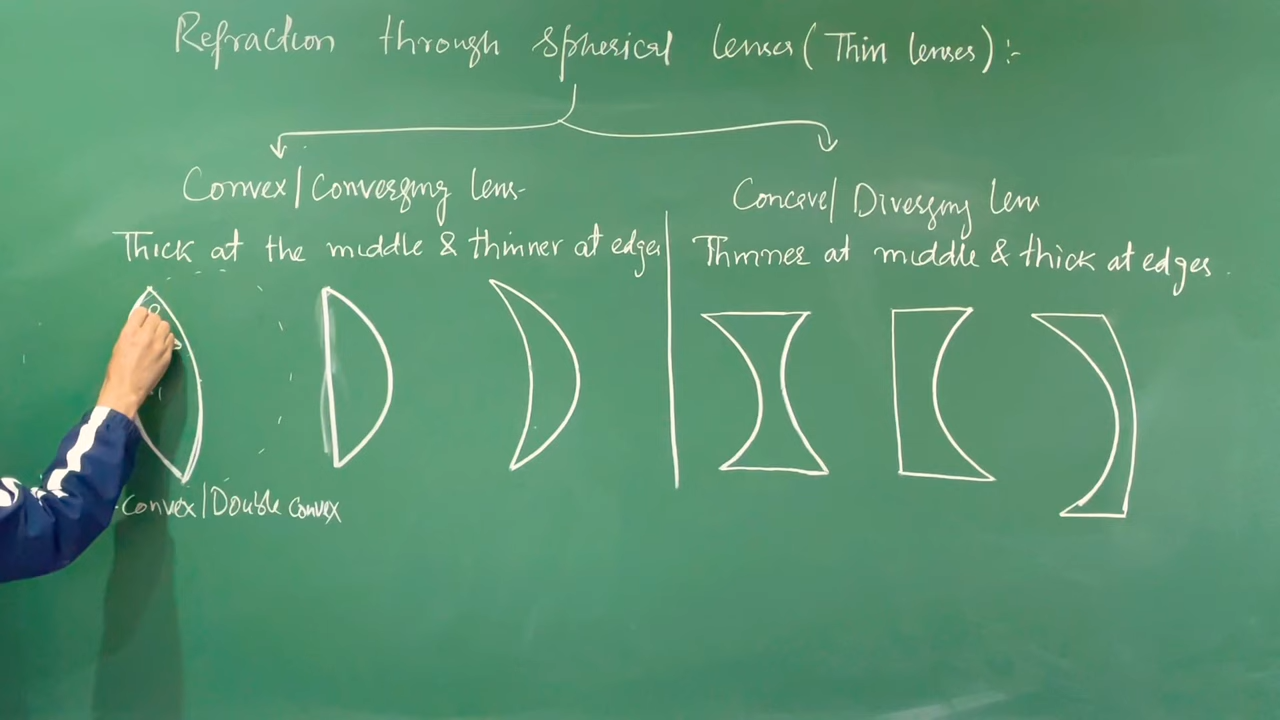 Refraction through spherical lenses (Thin lenses) :-
Convex/Converging lens
Concave/ Diverging lens
Thick at the middle & thinner at edges
Thinner at middle & thick at edges.
-convex/Double convex